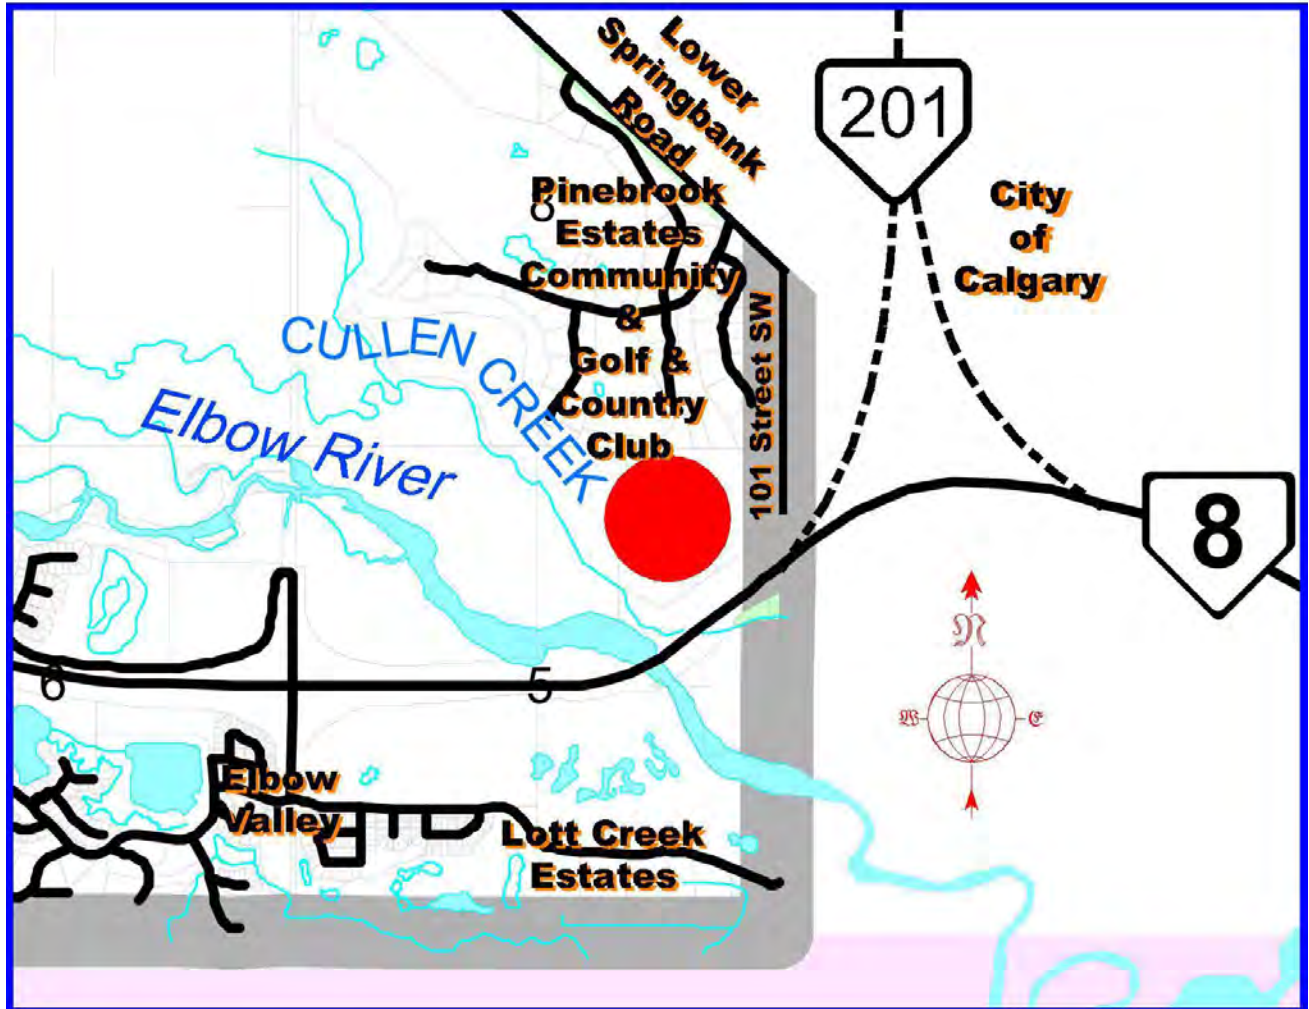 Lower
Springbank
Road
201
City
of
Calgary
8
Pinebrook
Estates
Community
&
Golf &
Country
Club
101 Street SW
CULLEN CREEK
Elbow River
8
N
W
E
6
5
Elbow
Valley
Lott Creek
Estates